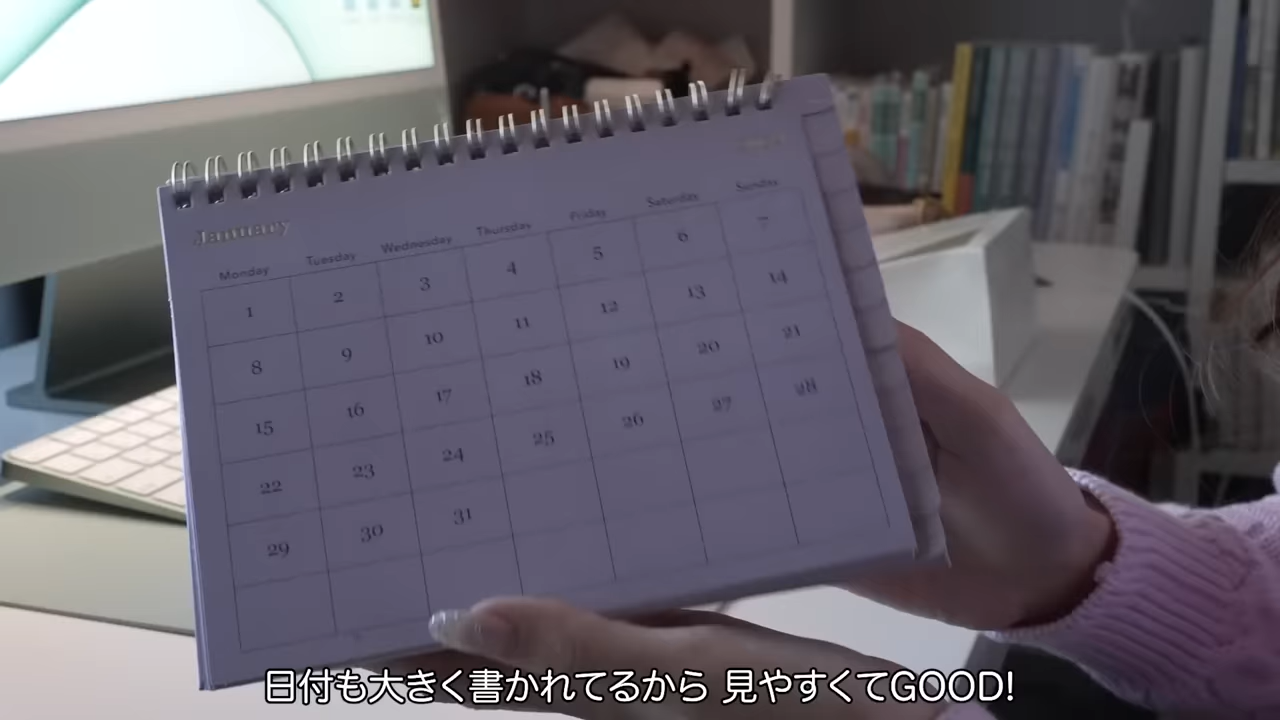 January
Monday Tuesday Wednesday Thursday Friday Saturday Sunday
1 2 3 4 5 6 7
8 9 10 11 12 13 14
15 16 17 18 19 20 21
22 23 24 25 26 27 28
29 30 31
日付も大きく書かれてるから 見やすくてGOOD!